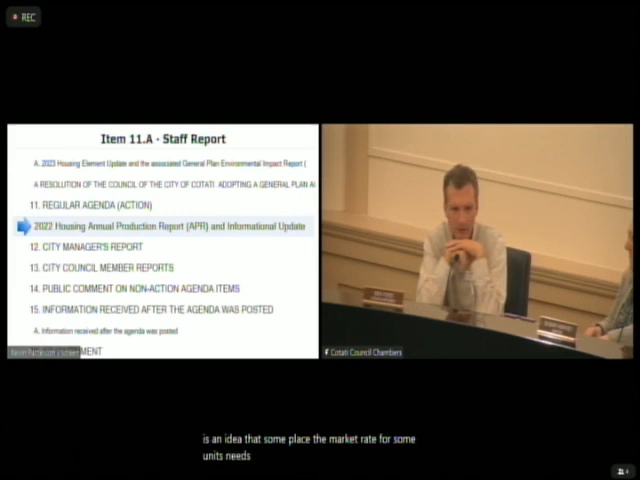 REC
Item 11.A - Staff Report
A. 2023 Housing Element Update and the associated General Plan Environmental Impact Report (
A RESOLUTION OF THE COUNCIL OF THE CITY OF COTATI ADOPTING A GENERAL PLAN A
11. REGULAR AGENDA (ACTION)
2022 Housing Annual Production Report (APR) and Informational Update
12. CITY MANAGER'S REPORT
13. CITY COUNCIL MEMBER REPORTS
14. PUBLIC COMMENT ON NON-ACTION AGENDA ITEMS
15. INFORMATION RECEIVED AFTER THE AGENDA WAS POSTED
A. Information received after the agenda was posted
MENT
Cotati Council Chambers
is an idea that some place the market rate for some
units needs